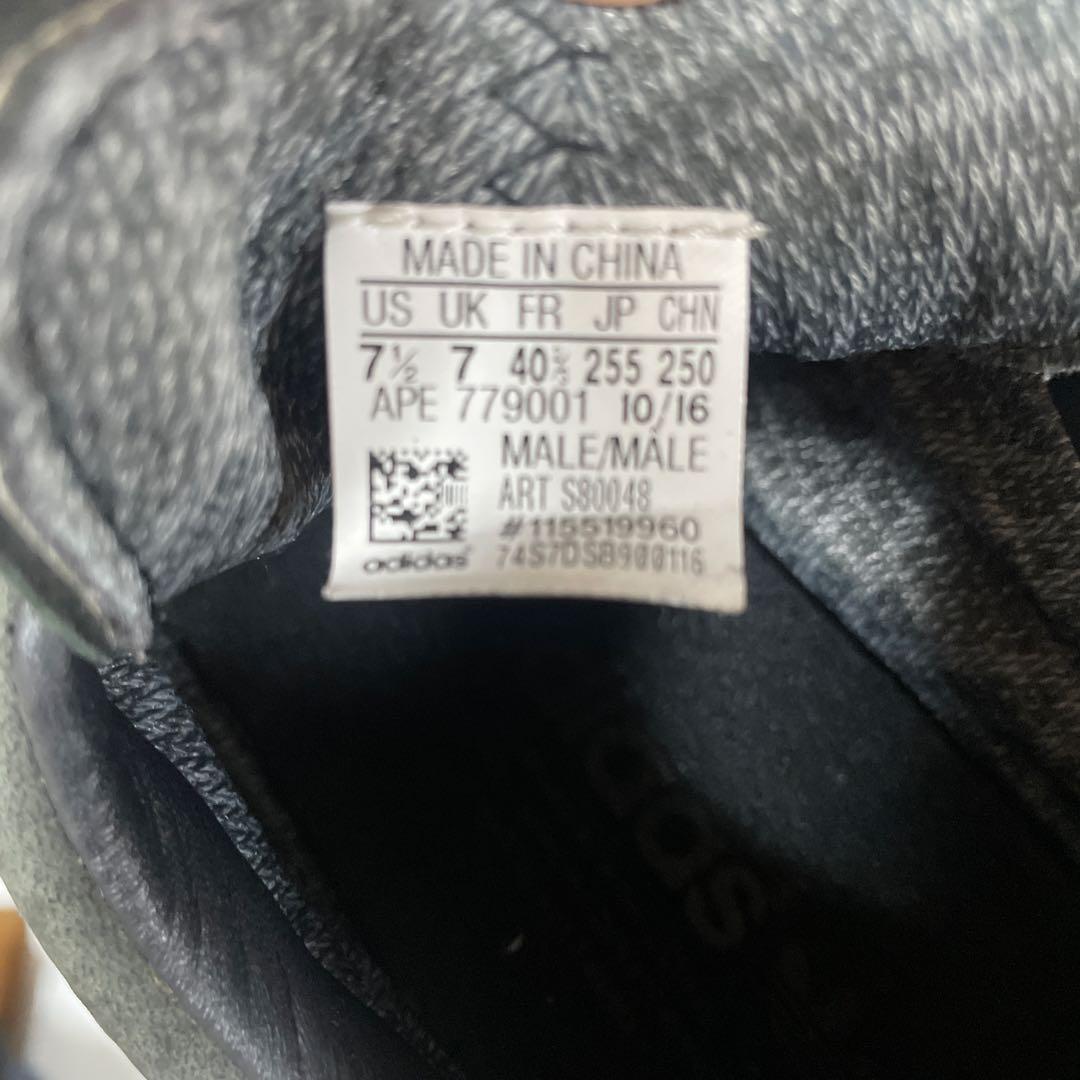 MADE IN CHINA
US UK FR JP CHN
7½ 7 40⅔ 255 250
APE 779001 10/16
MALE/MÂLE
ART S80048
#115519960
adidas 74S7DSB900116